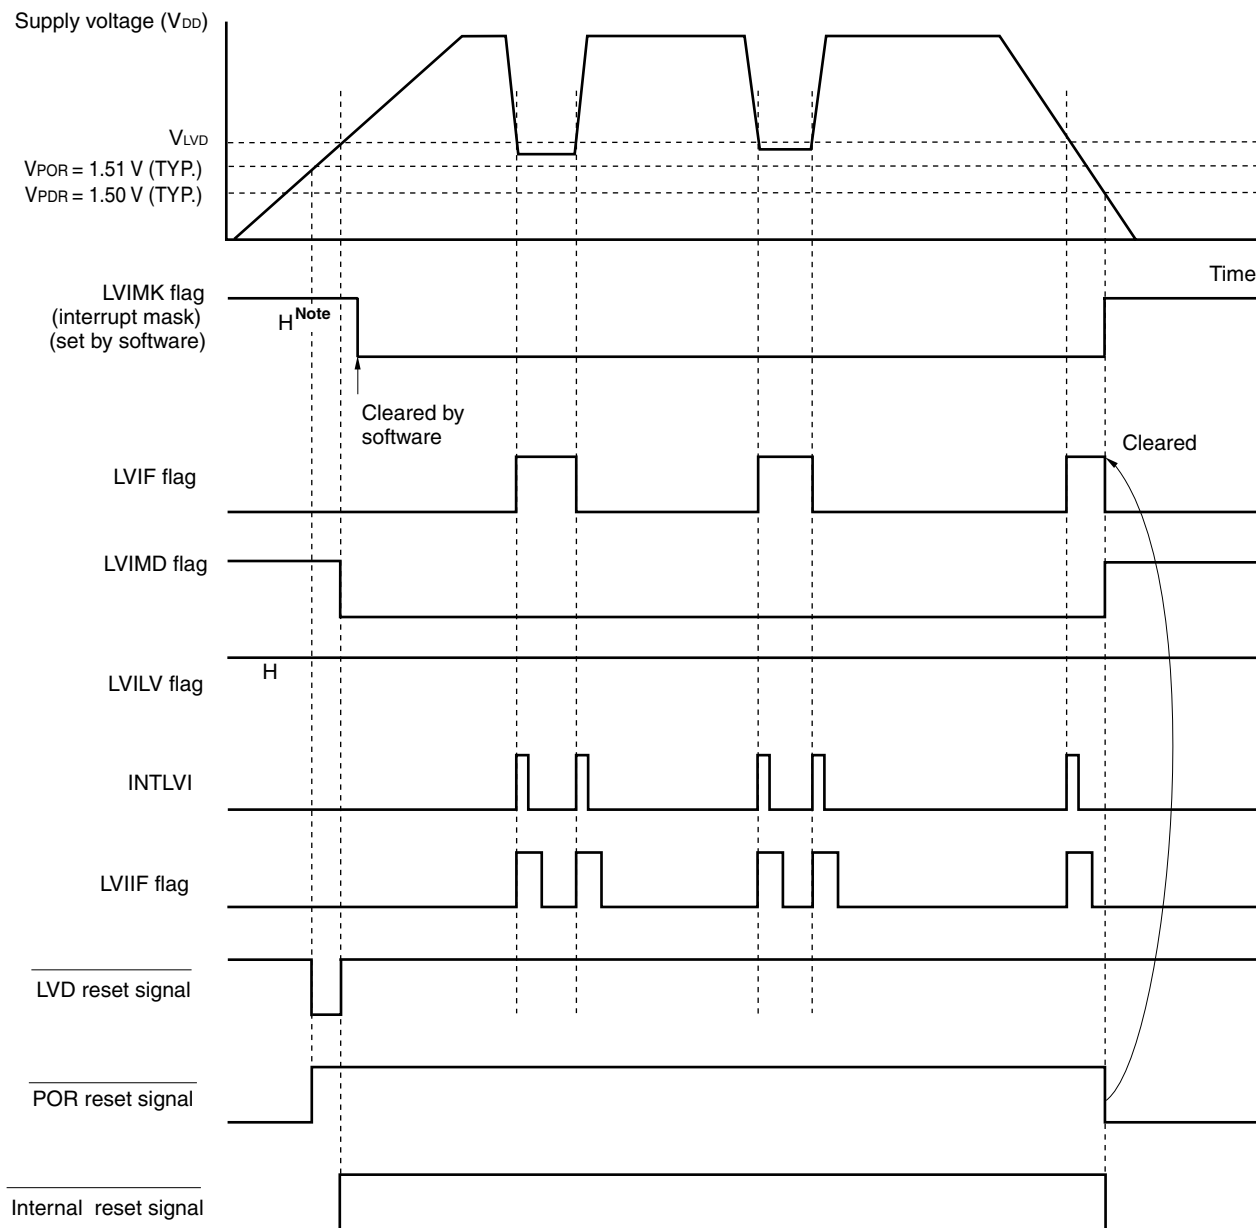 Supply voltage (VDD)
VLVD
VPOR = 1.51 V (TYP.)
VPDR = 1.50 V (TYP.)
Time
LVIMK flag
(interrupt mask)
(set by software)
H Note
Cleared by
software
Cleared
LVIF flag
LVIMD flag
H
LVILV flag
INTLVI
LVIIF flag
LVD reset signal
POR reset signal
Internal reset signal